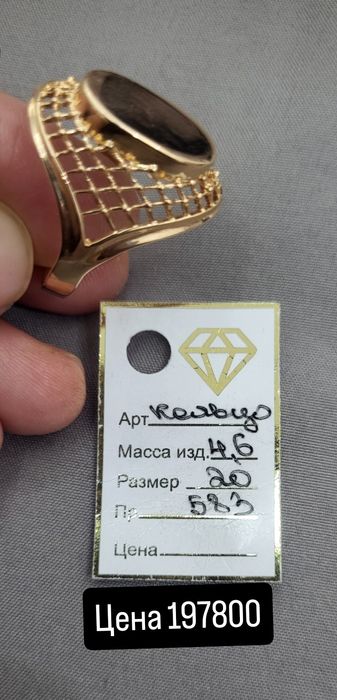 Арт кольцо
Масса изд. 4,6
Размер 20
Пр. 583
Цена
Цена 197800